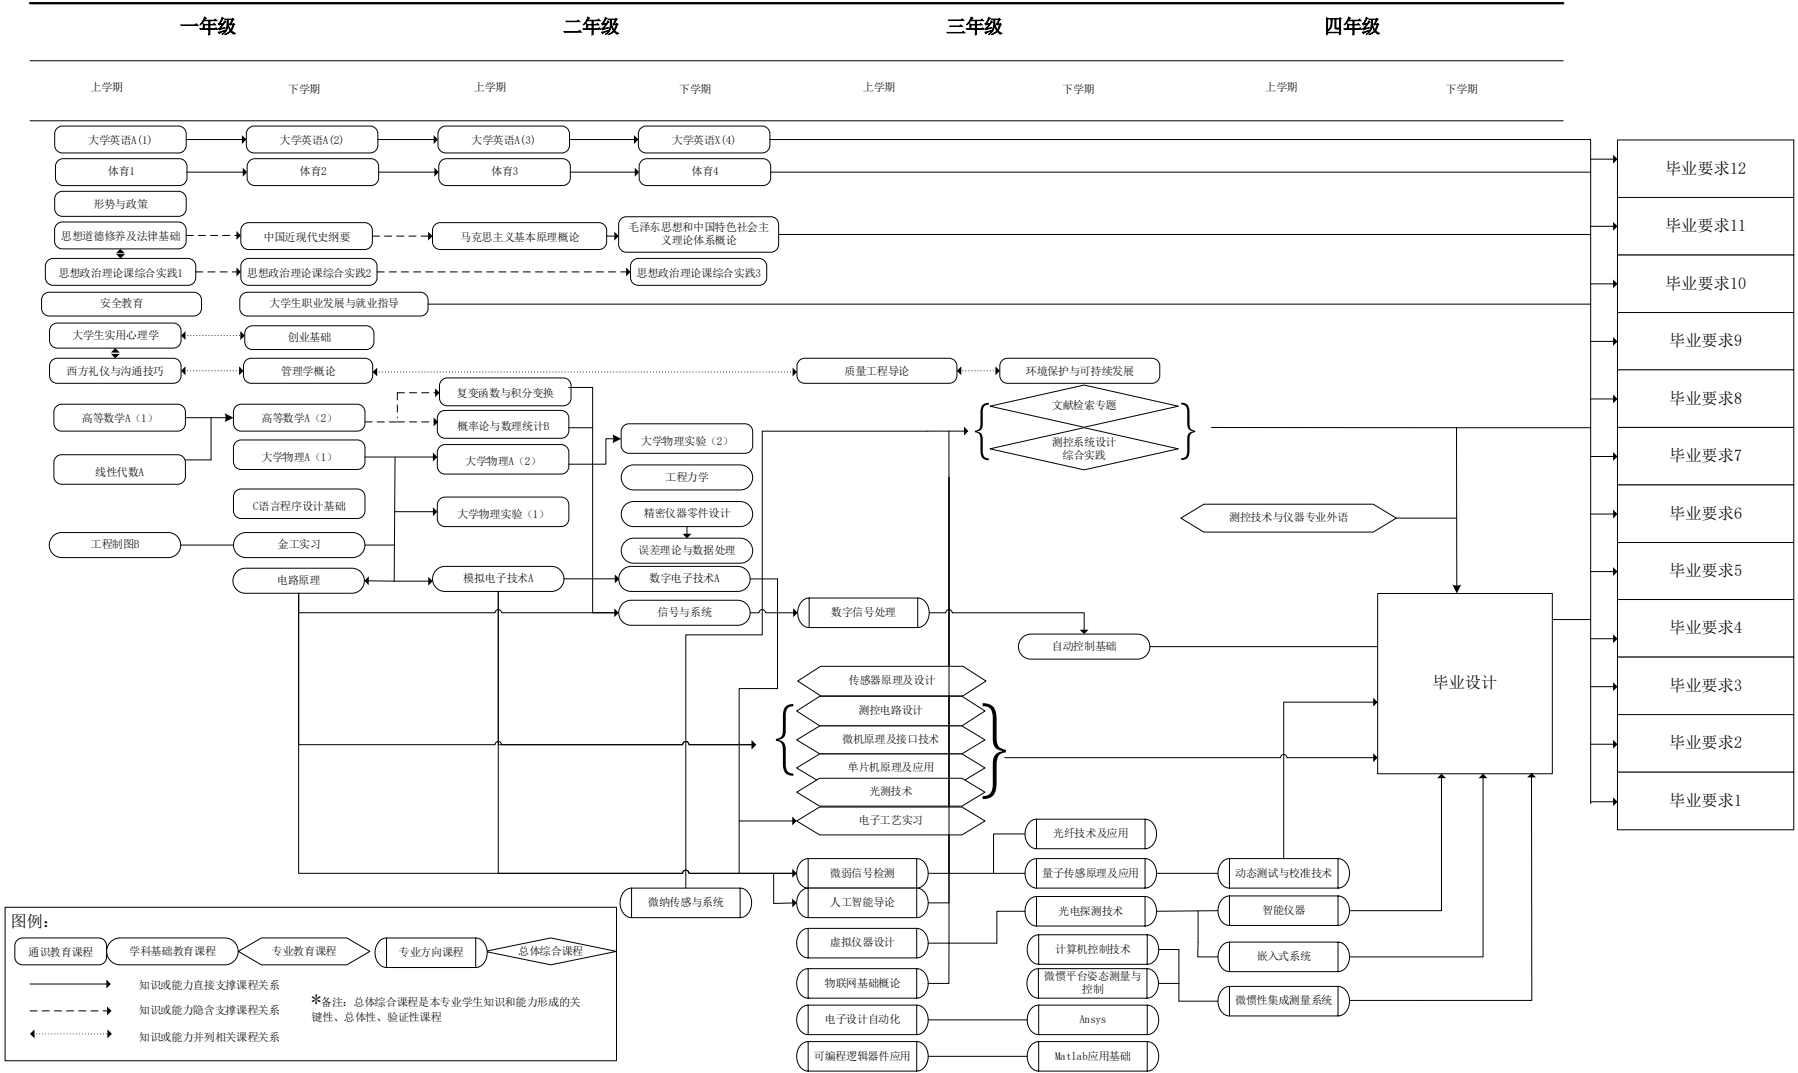 一年级 二年级 三年级 四年级
上学期 下学期 上学期 下学期 上学期 下学期 上学期 下学期
大学英语A(1) 大学英语A(2) 大学英语A(3) 大学英语X(4)
体育1 体育2 体育3 体育4
毕业要求12
形势与政策
思想道德修养及法律基础 中国近现代史纲要 马克思主义基本原理概论 毛泽东思想和中国特色社会主
义理论体系概论
毕业要求11
思想政治理论课综合实践1 思想政治理论课综合实践2 思想政治理论课综合实践3
毕业要求10
安全教育 大学生职业发展与就业指导
大学生实用心理学 创业基础
毕业要求9
西方礼仪与沟通技巧 管理学概论 质量工程导论 环境保护与可持续发展
复变函数与积分变换
文献检索专题
毕业要求8
高等数学A（1） 高等数学A（2） 概率论与数理统计B
大学物理实验（2）
测控系统设计
综合实践
线性代数A 大学物理A（1） 大学物理A（2）
毕业要求7
工程力学
C语言程序设计基础 大学物理实验（1） 精密仪器零件设计 测控技术与仪器专业外语
毕业要求6
工程制图B 金工实习 误差理论与数据处理
毕业要求5
电路原理 模拟电子技术A 数字电子技术A
信号与系统 数字信号处理
毕业要求4
自动控制基础
传感器原理及设计
毕业设计
毕业要求3
测控电路设计
微机原理及接口技术
毕业要求2
单片机原理及应用
光测技术
毕业要求1
电子工艺实习
光纤技术及应用
微弱信号检测 量子传感原理及应用 动态测试与校准技术
微纳传感与系统 人工智能导论 光电探测技术 智能仪器
虚拟仪器设计 计算机控制技术 嵌入式系统
物联网基础概论 微惯平台姿态测量与
控制
微惯性集成测量系统
电子设计自动化 Ansys
可编程逻辑器件应用 Matlab应用基础
图例：
通识教育课程 学科基础教育课程 专业教育课程 专业方向课程 总体综合课程
知识或能力直接支撑课程关系
知识或能力隐含支撑课程关系
知识或能力并列相关课程关系
*备注：总体综合课程是本专业学生知识和能力形成的关
键性、总体性、验证性课程